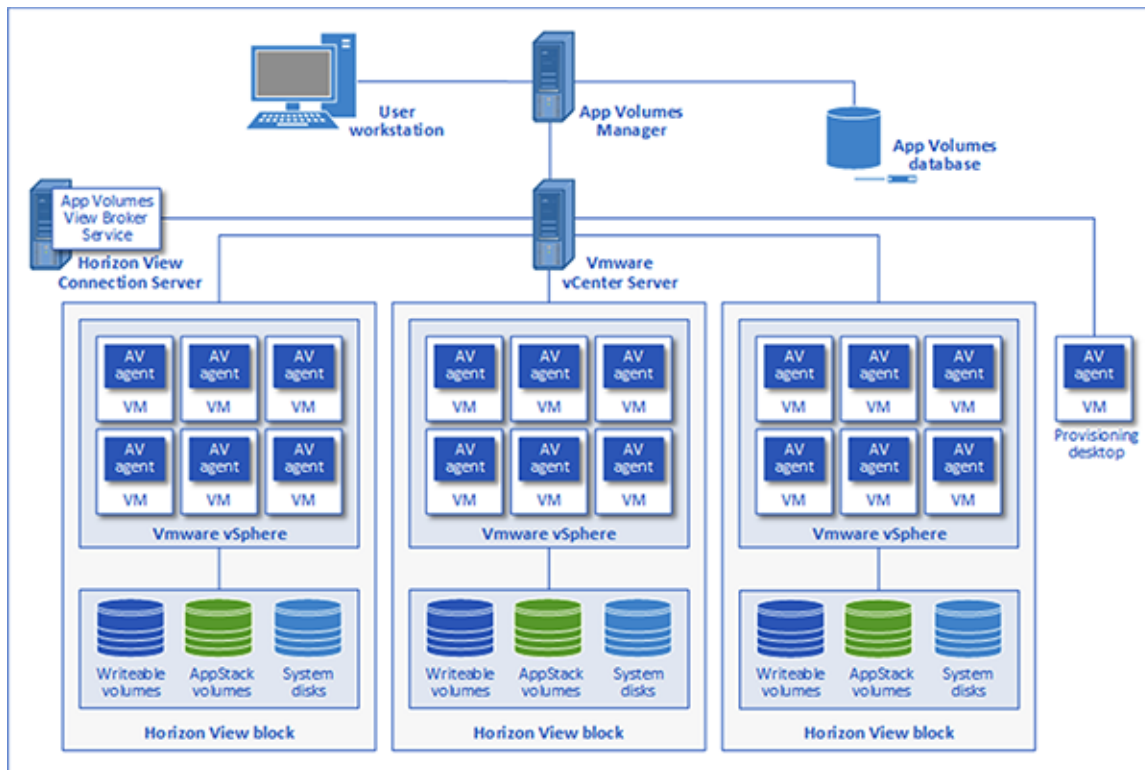 User
workstation
App Volumes
Manager
App Volumes
database
App Volumes
View Broker
Service
Horizon View
Connection Server
Vmware
vCenter Server
AV
agent
VM
AV
agent
VM
AV
agent
VM
AV
agent
VM
AV
agent
VM
AV
agent
VM
Vmware vSphere
Writeable
volumes
AppStack
volumes
System
disks
Horizon View block
AV
agent
VM
AV
agent
VM
AV
agent
VM
AV
agent
VM
AV
agent
VM
AV
agent
VM
Vmware vSphere
Writeable
volumes
AppStack
volumes
System
disks
Horizon View block
AV
agent
VM
AV
agent
VM
AV
agent
VM
AV
agent
VM
AV
agent
VM
AV
agent
VM
Vmware vSphere
Writeable
volumes
AppStack
volumes
System
disks
Horizon View block
AV
agent
VM
Provisioning
desktop